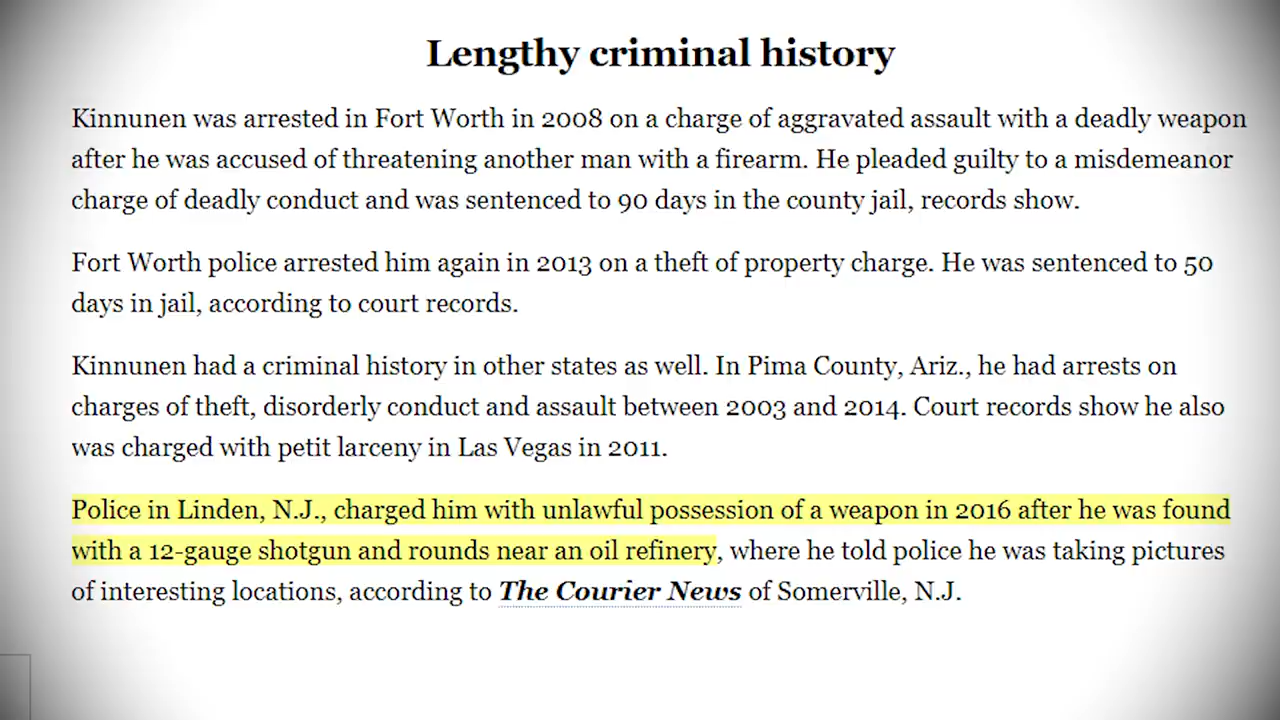 Lengthy criminal history
Kinnunen was arrested in Fort Worth in 2008 on a charge of aggravated assault with a deadly weapon
after he was accused of threatening another man with a firearm. He pleaded guilty to a misdemeanor
charge of deadly conduct and was sentenced to 90 days in the county jail, records show.
Fort Worth police arrested him again in 2013 on a theft of property charge. He was sentenced to 50
days in jail, according to court records.
Kinnunen had a criminal history in other states as well. In Pima County, Ariz., he had arrests on
charges of theft, disorderly conduct and assault between 2003 and 2014. Court records show he also
was charged with petit larceny in Las Vegas in 2011.
Police in Linden, N.J., charged him with unlawful possession of a weapon in 2016 after he was found
with a 12-gauge shotgun and rounds near an oil refinery, where he told police he was taking pictures
of interesting locations, according to The Courier News of Somerville, N.J.